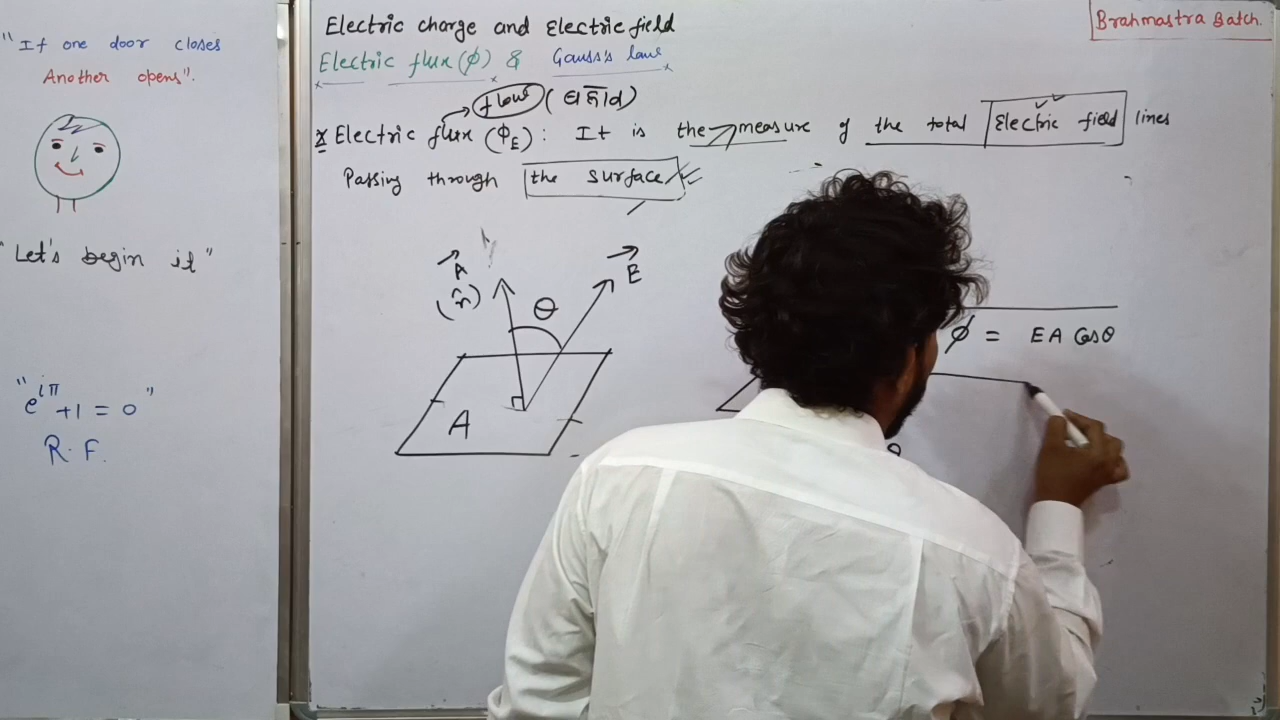 "If one door closes
Another opens".
"Let's begin it"
"e^iπ +1 = 0"
R. F.
Electric charge and Electric field
Brahmastra Batch.
Electric flux (ϕ) & Gauss's law
flow
* Electric flux (ϕ_E) : It is the measure of the total Electric field lines
Passing through the surface
A
(n̂)
θ
E
A
ϕ = EA Cosθ